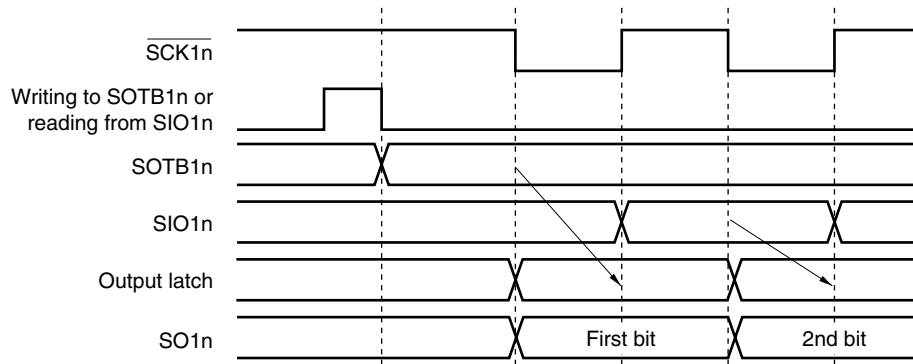 SCK1n
Writing to SOTB1n or
reading from SIO1n
SOTB1n
SIO1n
Output latch
SO1n
First bit
2nd bit